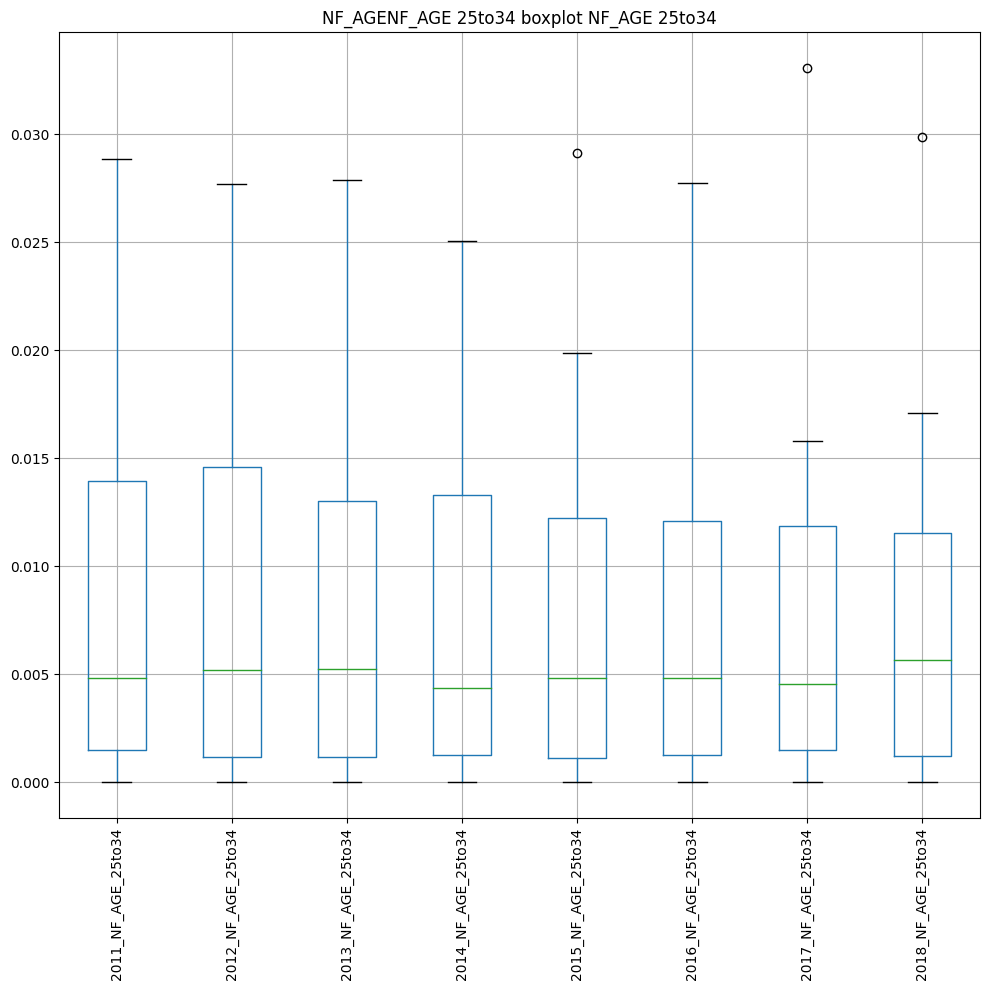 NF_AGENF_AGE 25to34 boxplot NF_AGE 25to34
0.030
0.025
0.020
0.015
0.010
0.005
0.000
2011_NF_AGE_25to34
2012_NF_AGE_25to34
2013_NF_AGE_25to34
2014_NF_AGE_25to34
2015_NF_AGE_25to34
2016_NF_AGE_25to34
2017_NF_AGE_25to34
2018_NF_AGE_25to34